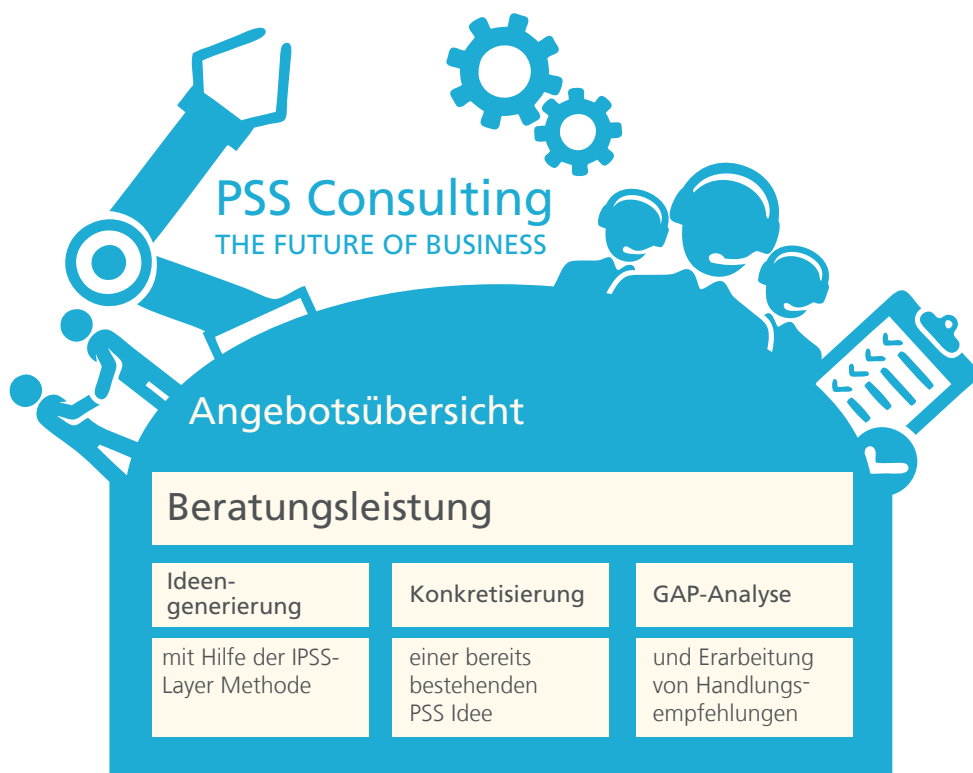 PSS Consulting
THE FUTURE OF BUSINESS
Angebotsübersicht
Beratungsleistung
Ideen-
generierung
mit Hilfe der IPSS-
Layer Methode
Konkretisierung
einer bereits
bestehenden
PSS Idee
GAP-Analyse
und Erarbeitung
von Handlungs-
empfehlungen